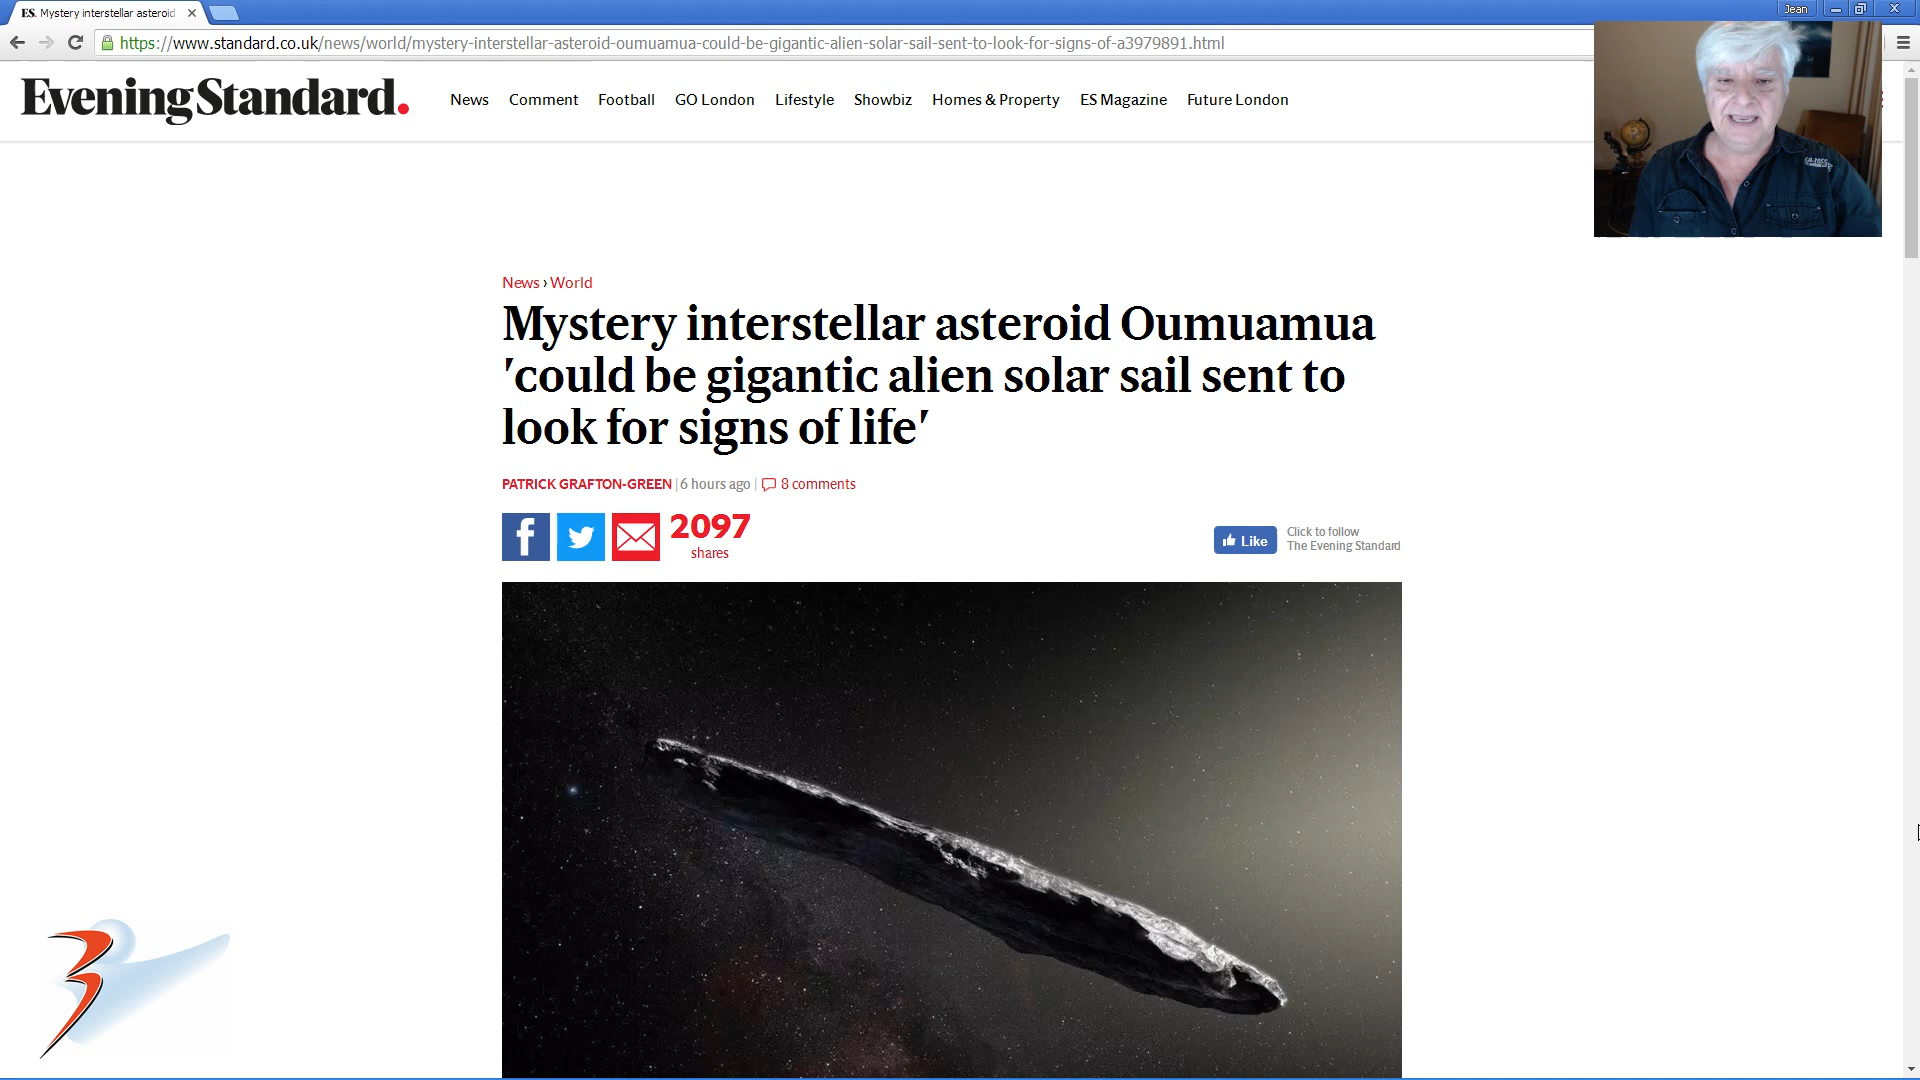 ES. Mystery interstellar asteroid
Jean
https://www.standard.co.uk/news/world/mystery-interstellar-asteroid-oumuamua-could-be-gigantic-alien-solar-sail-sent-to-look-for-signs-of-a3979891.html
Evening Standard.
News Comment Football GO London Lifestyle Showbiz Homes & Property ES Magazine Future London
News › World
Mystery interstellar asteroid Oumuamua
'could be gigantic alien solar sail sent to
look for signs of life'
PATRICK GRAFTON-GREEN | 6 hours ago | 8 comments
2097
shares
Like
Click to follow
The Evening Standard